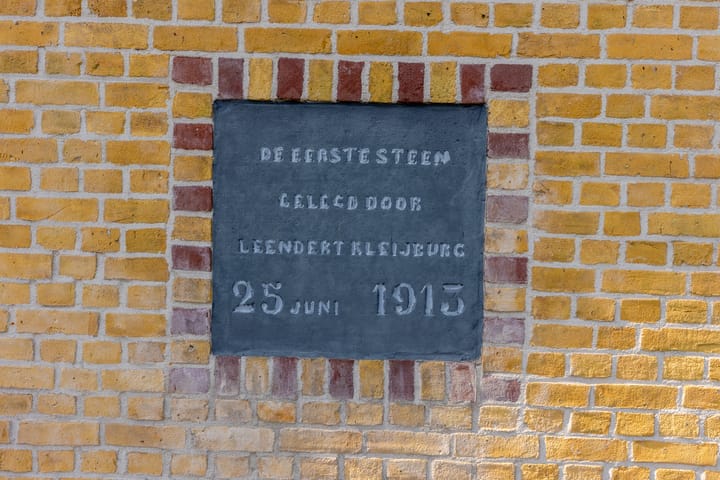 DE EERSTE STEEN
GELEGD DOOR
LEENDERT KLEIJBURG
25 JUNI 1913